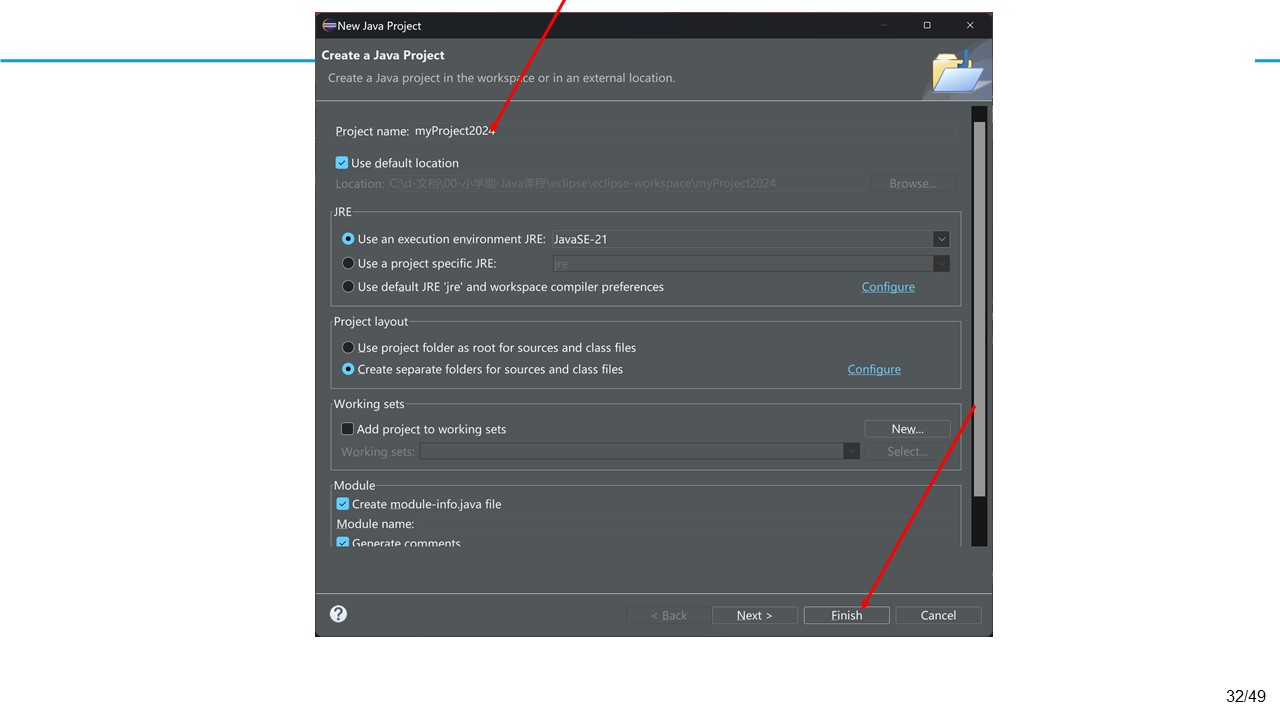 New Java Project
Create a Java Project
Create a Java project in the workspace or in an external location.
Project name: myProject2024
Use default location
Location: C:\d-文档\00-小学期-Java课程\eclipse\eclipse-workspace\myProject2024 Browse...
JRE
Use an execution environment JRE: JavaSE-21
Use a project specific JRE: jre
Use default JRE 'jre' and workspace compiler preferences Configure
Project layout
Use project folder as root for sources and class files
Create separate folders for sources and class files Configure
Working sets
Add project to working sets New...
Working sets: Select...
Module
Create module-info.java file
Module name:
Generate comments
? < Back Next > Finish Cancel
32/49